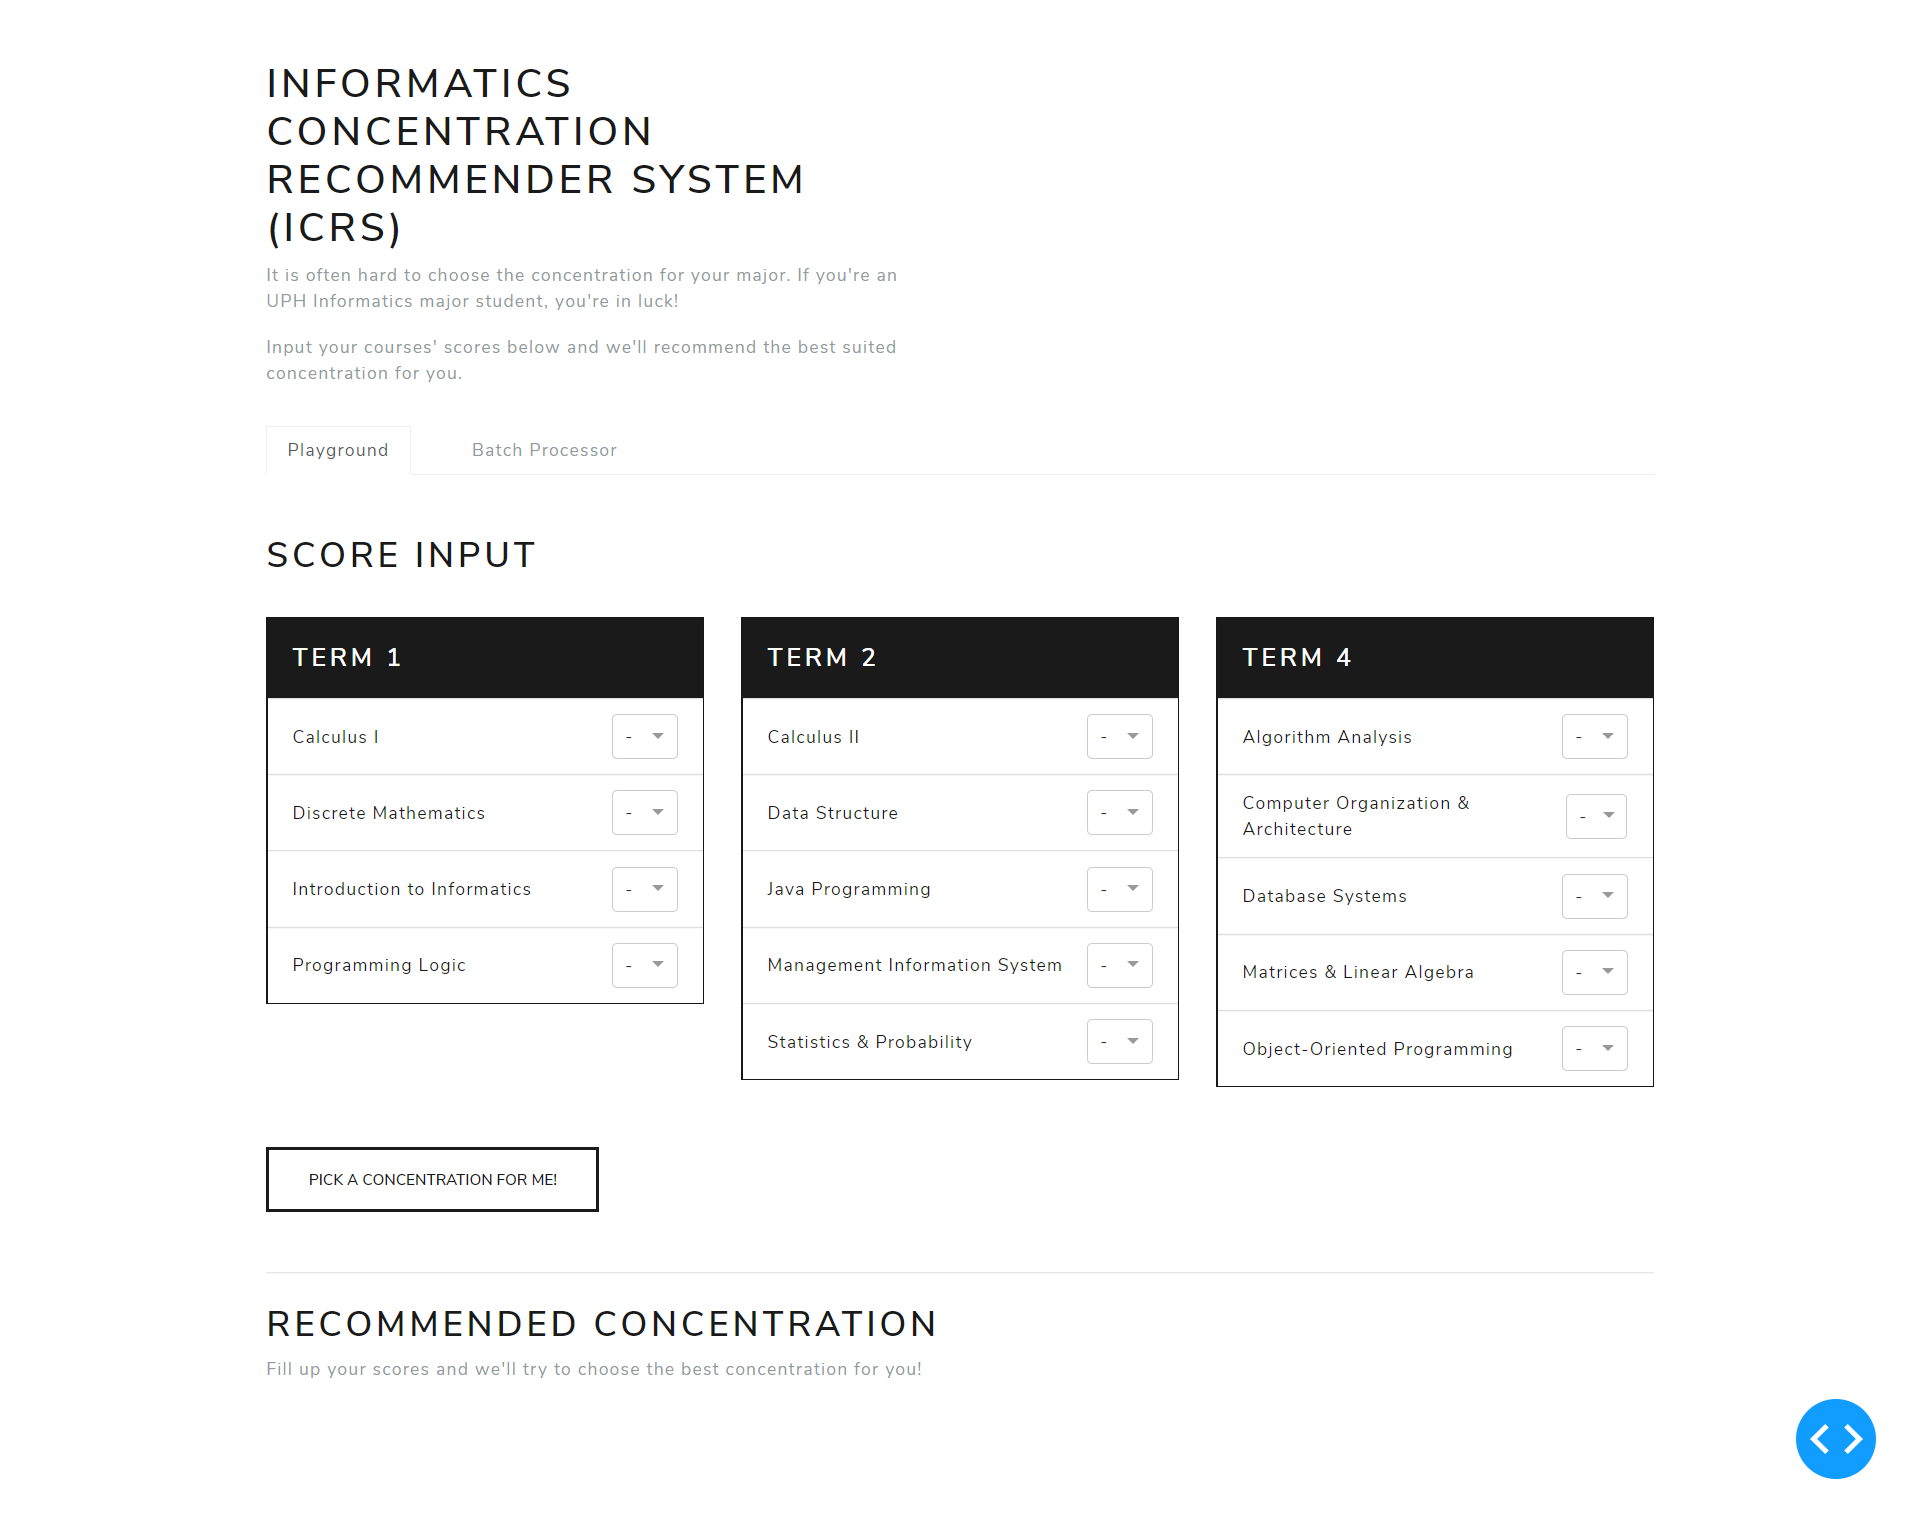 INFORMATICS
CONCENTRATION
RECOMMENDER SYSTEM
(ICRS)
It is often hard to choose the concentration for your major. If you're an
UPH Informatics major student, you're in luck!
Input your courses' scores below and we'll recommend the best suited
concentration for you.
Playground
Batch Processor
SCORE INPUT
TERM 1
Calculus I -
Discrete Mathematics -
Introduction to Informatics -
Programming Logic -
TERM 2
Calculus II -
Data Structure -
Java Programming -
Management Information System -
Statistics & Probability -
TERM 4
Algorithm Analysis -
Computer Organization &
Architecture -
Database Systems -
Matrices & Linear Algebra -
Object-Oriented Programming -
PICK A CONCENTRATION FOR ME!
RECOMMENDED CONCENTRATION
Fill up your scores and we'll try to choose the best concentration for you!